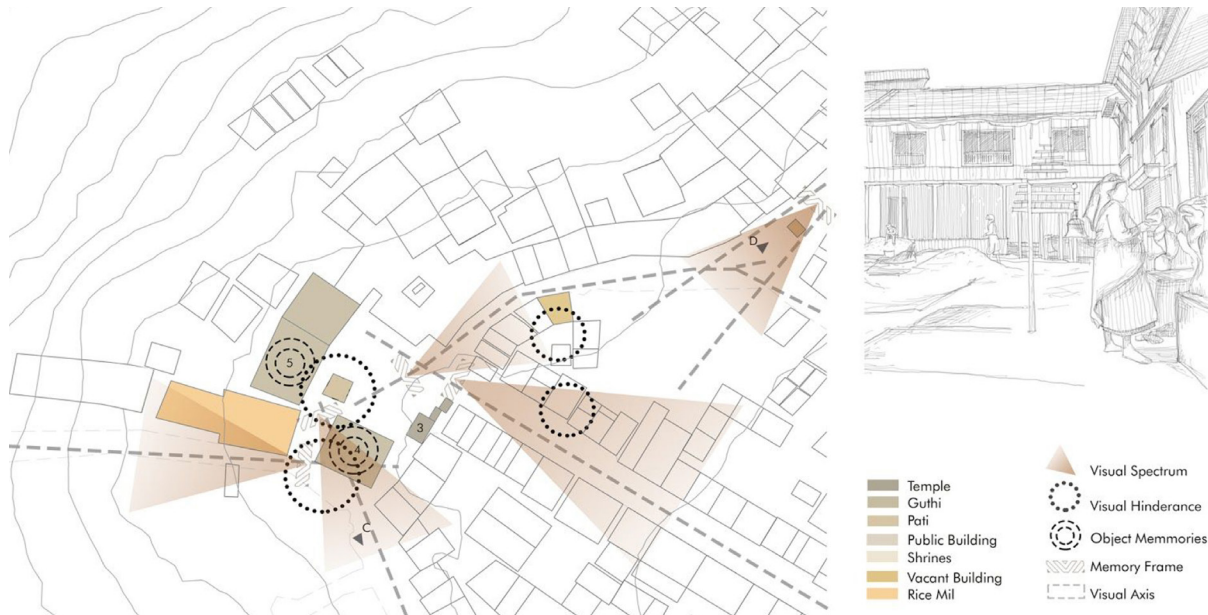 D
5
3
4
C
Temple
Guthi
Pati
Public Building
Shrines
Vacant Building
Rice Mil
Visual Spectrum
Visual Hinderance
Object Memmories
Memory Frame
Visual Axis